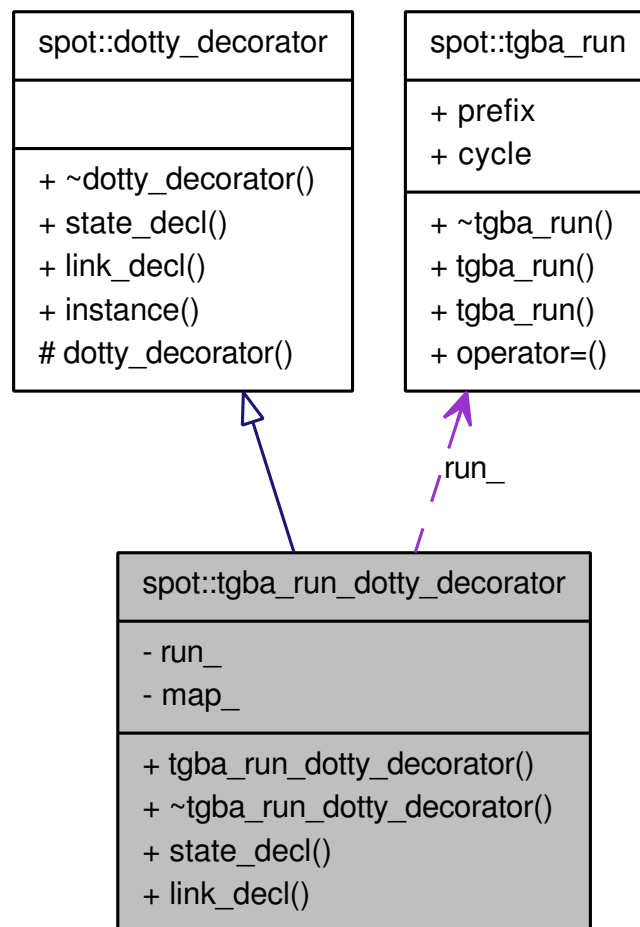 spot::dotty_decorator
+ ~dotty_decorator()
+ state_decl()
+ link_decl()
+ instance()
# dotty_decorator()
spot::tgba_run
+ prefix
+ cycle
+ ~tgba_run()
+ tgba_run()
+ tgba_run()
+ operator=()
run_
spot::tgba_run_dotty_decorator
- run_
- map_
+ tgba_run_dotty_decorator()
+ ~tgba_run_dotty_decorator()
+ state_decl()
+ link_decl()